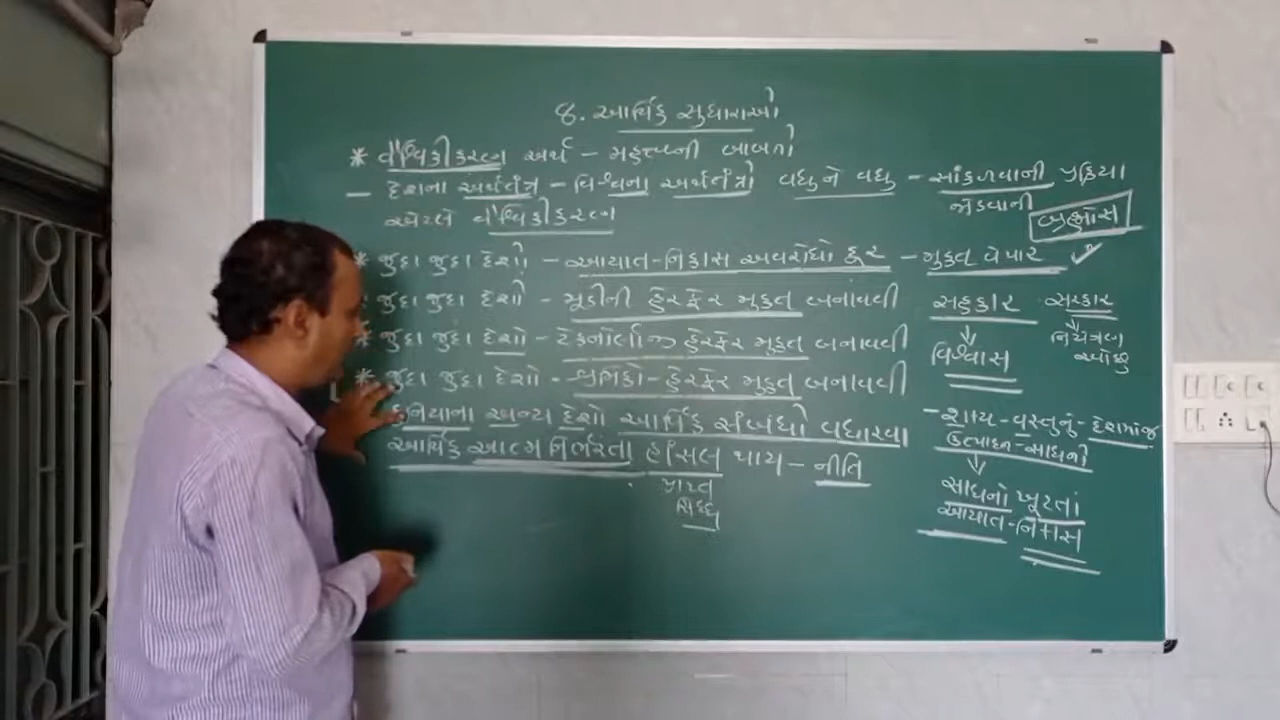 8. આર્થિક સુધારાઓ
* વૈશ્વિકીકરણ અર્થ - મહત્ત્વની બાબતો
- દેશના અર્થતંત્ર - વિશ્વના અર્થતંત્રો વધુ ને વધુ - સાંકળવાની પ્રક્રિયા
જોડવાની
એટલે વૈશ્વિકીકરણ
* જુદા જુદા દેશો - આયાત-નિકાસ અવરોધો દૂર - મુક્ત વેપાર ✓
* જુદા જુદા દેશો - મૂડીની હેરફેર મુક્ત બનાવવી
* જુદા જુદા દેશો - ટેકનોલોજી હેરફેર મુક્ત બનાવવી
* જુદા જુદા દેશો - શ્રમિકો - હેરફેર મુક્ત બનાવવી
દુનિયાના અન્ય દેશો આર્થિક સંબંધો વધારવા
આર્થિક આત્મનિર્ભરતા હાંસલ થાય - નીતિ
પ્રાપ્ત
સિદ્ધ
સહકાર
↓
વિશ્વાસ
સરકાર
↓
નિયંત્રણ
ઓછુ
- વસ્તુનું - દેશમાંજ
ઉત્પાદન - સાધનો
↓
સાધનો ખૂટતાં
આયાત - નિકાસ